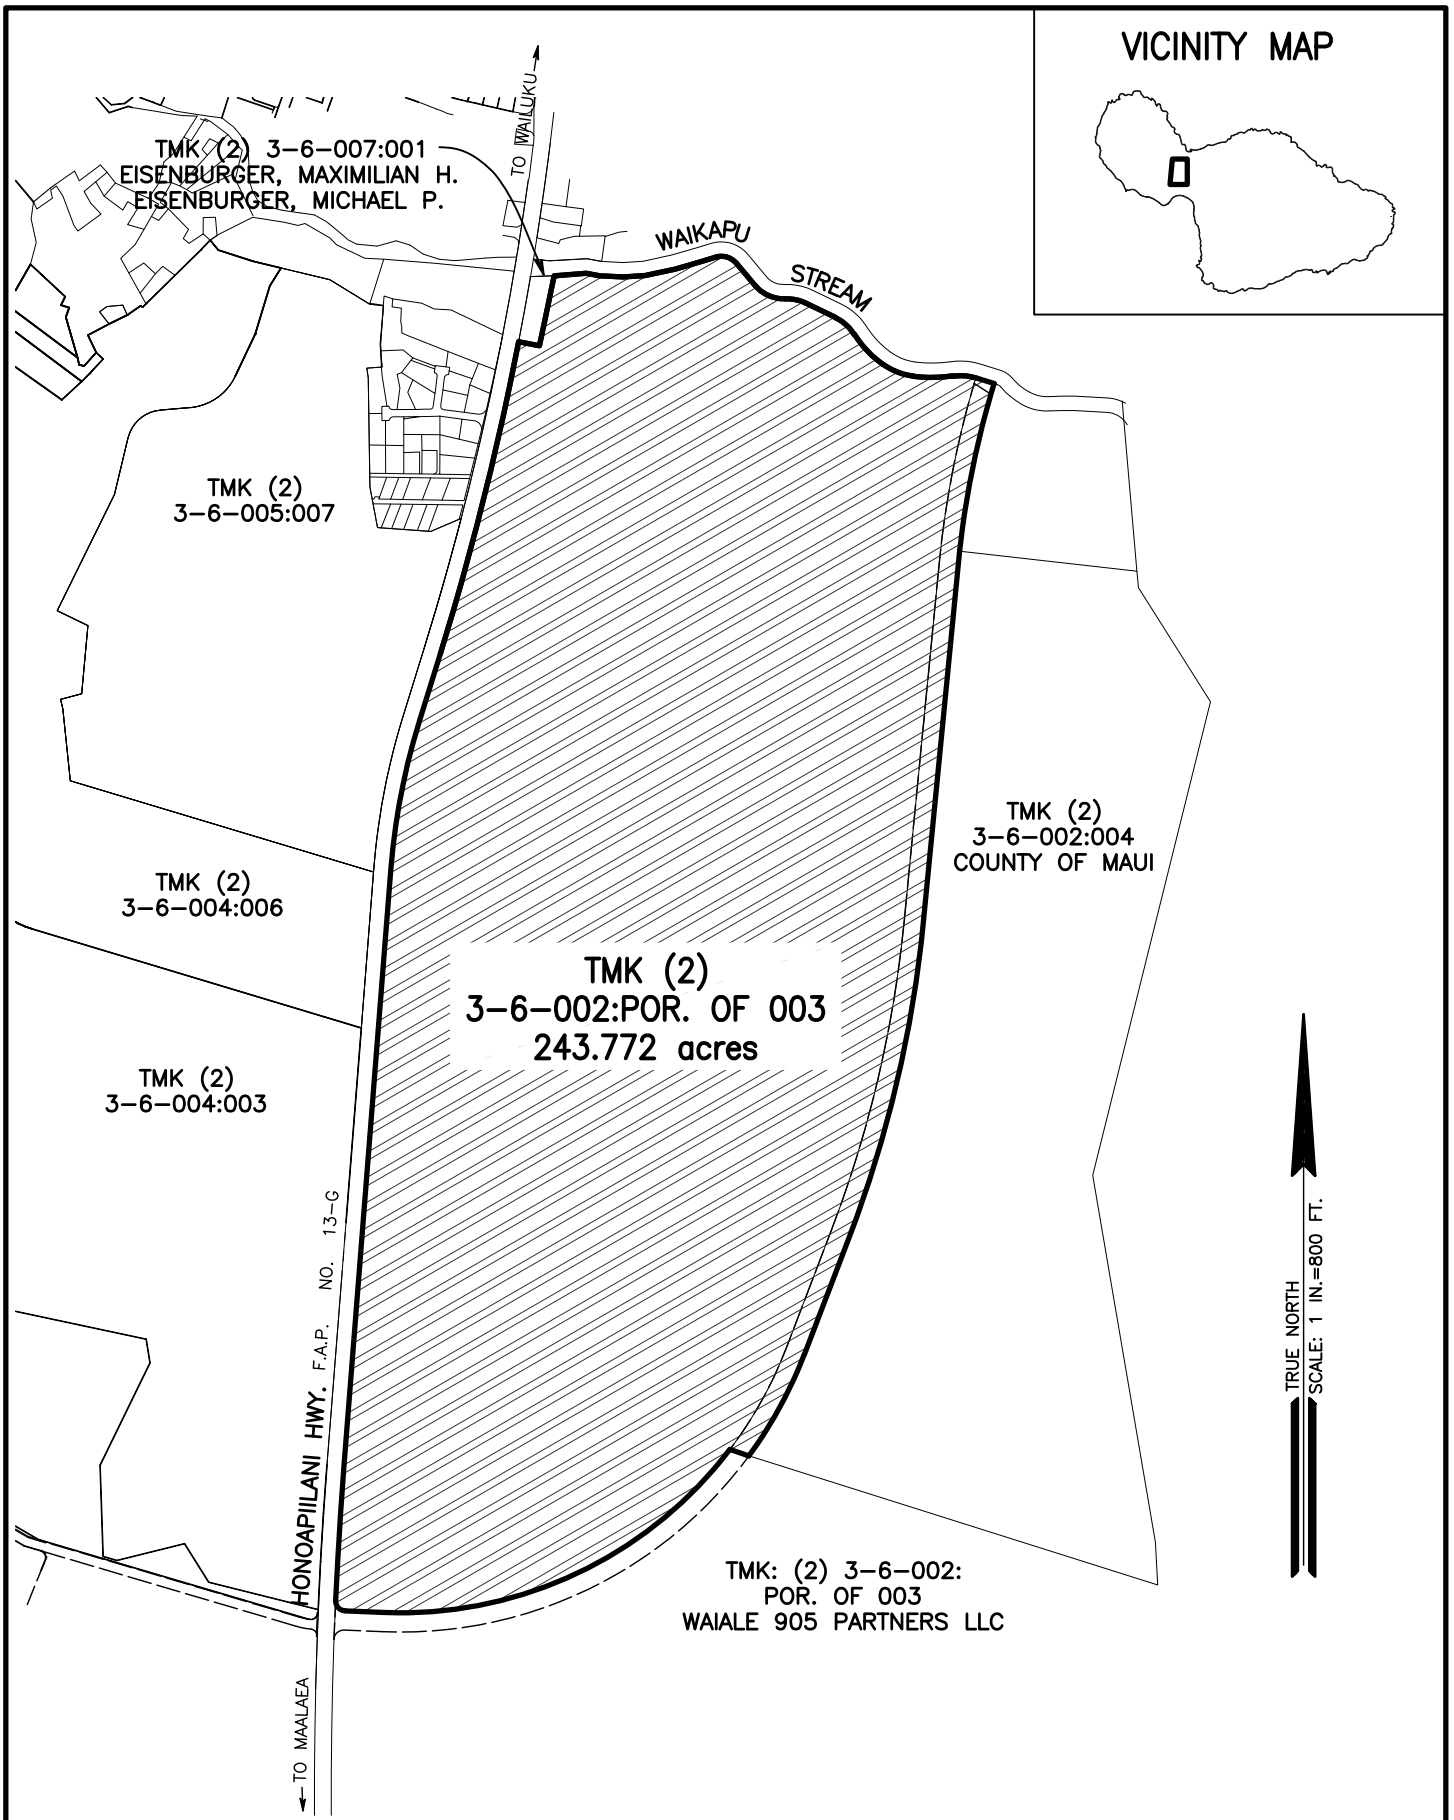 VICINITY MAP
TO WAILUKU
TMK (2) 3-6-007:001
EISENBURGER, MAXIMILIAN H.
EISENBURGER, MICHAEL P.
WAIKAPU
STREAM
TMK (2)
3-6-005:007
TMK (2)
3-6-002:004
COUNTY OF MAUI
TMK (2)
3-6-004:006
TMK (2)
3-6-002:POR. OF 003
243.772 acres
TMK (2)
3-6-004:003
HONOAPIILANI HWY. F.A.P. NO. 13-G
TRUE NORTH
SCALE: 1 IN.=800 FT.
TMK: (2) 3-6-002:
POR. OF 003
WAIALE 905 PARTNERS LLC
TO MAALAEA